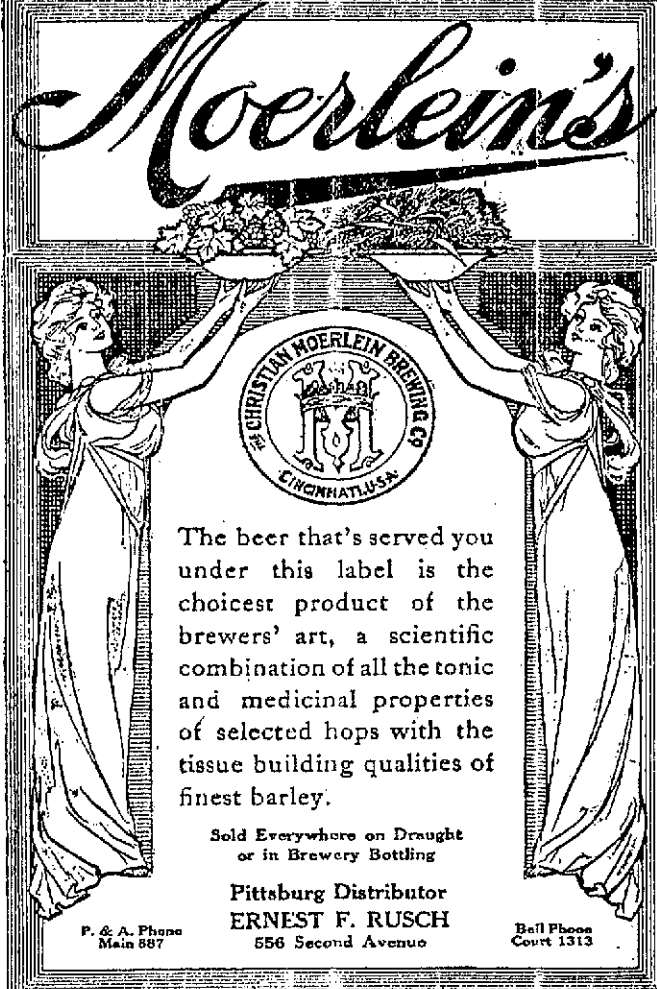 Moerlein's
THE CHRISTIAN MOERLEIN BREWING CO
CINCINNATI, U.S.A.
M
The beer that's served you
under this label is the
choicest product of the
brewers' art, a scientific
combination of all the tonic
and medicinal properties
of selected hops with the
tissue building qualities of
finest barley.
Sold Everywhere on Draught
or in Brewery Bottling
Pittsburg Distributor
ERNEST F. RUSCH
556 Second Avenue
P. & A. Phone
Main 887
Bell Phone
Court 1313